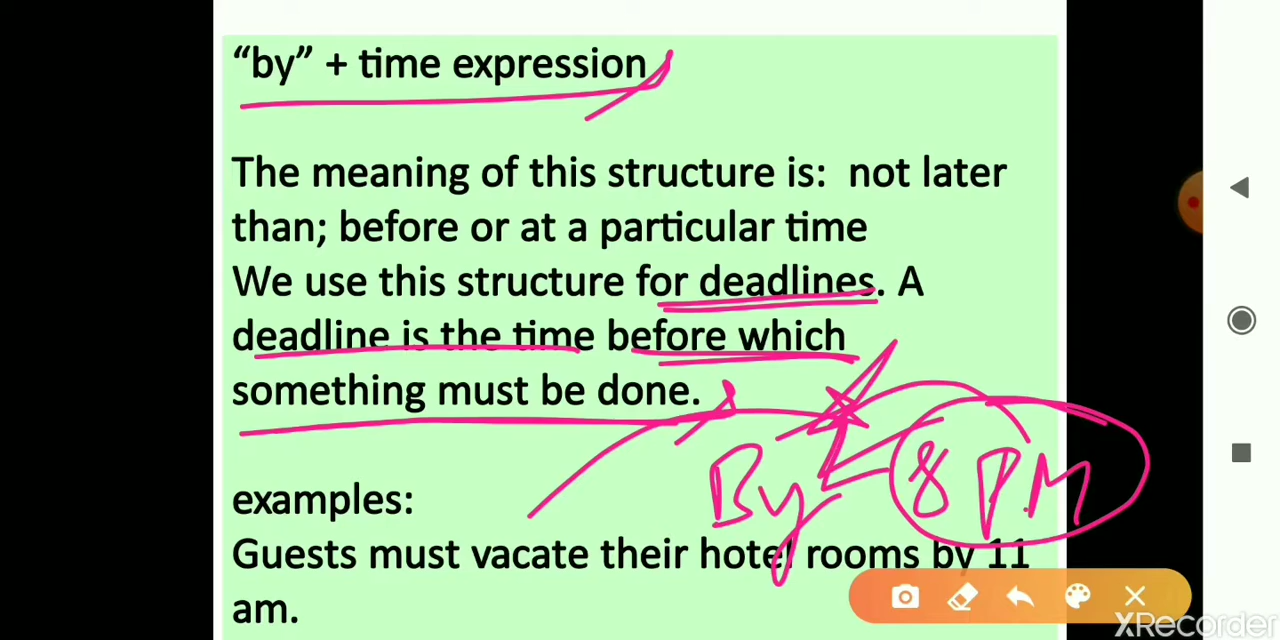 “by” + time expression
The meaning of this structure is:  not later
than; before or at a particular time
We use this structure for deadlines. A
deadline is the time before which
something must be done.
By 8 P.M
examples:
Guests must vacate their hotel rooms by 11
am.
XRecorder